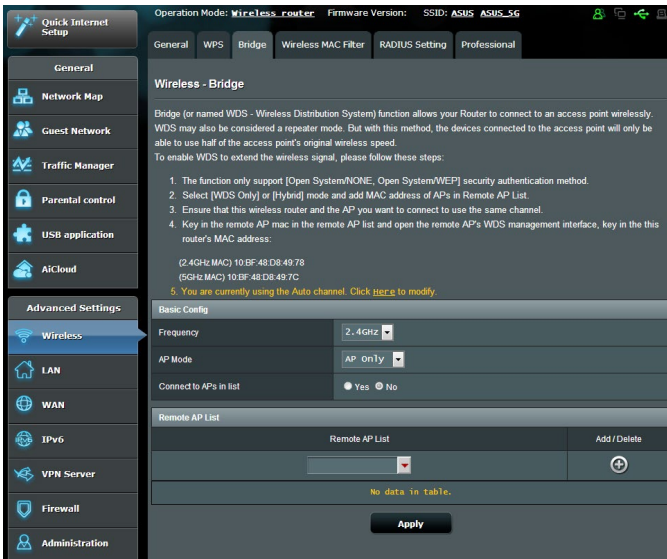 Quick Internet
Setup
General
Network Map
Guest Network
Traffic Manager
Parental control
USB application
AiCloud
Advanced Settings
Wireless
LAN
WAN
IPv6
IPv6
VPN Server
Firewall
Administration
Operation Mode: Wireless router Firmware Version: SSID: ASUS ASUS_5G
General WPS Bridge Wireless MAC Filter RADIUS Setting Professional
Wireless - Bridge
Bridge (or named WDS - Wireless Distribution System) function allows your Router to connect to an access point wirelessly.
WDS may also be considered a repeater mode. But with this method, the devices connected to the access point will only be
able to use half of the access point's original wireless speed.
To enable WDS to extend the wireless signal, please follow these steps:
1. The function only support [Open System/NONE, Open System/WEP] security authentication method.
2. Select [WDS Only] or [Hybrid] mode and add MAC address of APs in Remote AP List.
3. Ensure that this wireless router and the AP you want to connect to use the same channel.
4. Key in the remote AP mac in the remote AP list and open the remote AP's WDS management interface, key in the this
router's MAC address:
(2.4GHz MAC) 10:BF:48:D8:49:78
(5GHz MAC) 10:BF:48:D8:49:7C
5. You are currently using the Auto channel. Click Here to modify.
Basic Config
Frequency 2.4GHz
AP Mode AP Only
Connect to APs in list Yes No
Remote AP List
Remote AP List Add / Delete
No data in table.
Apply